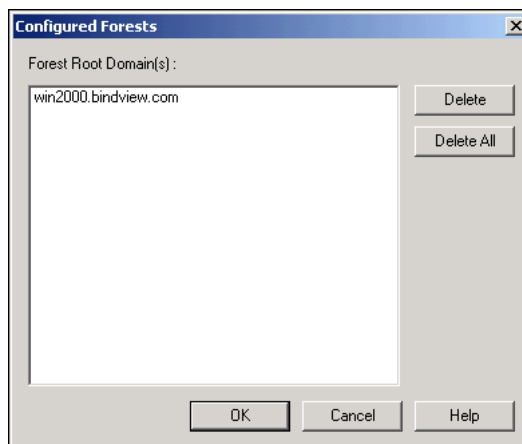 Configured Forests
Forest Root Domain(s) :
win2000.bindview.com
Delete
Delete All
OK
Cancel
Help